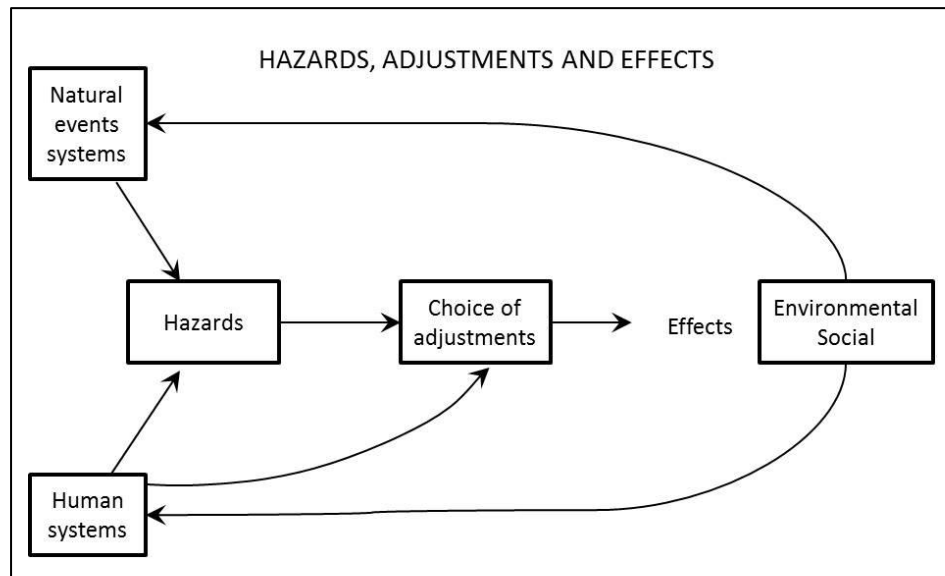 HAZARDS, ADJUSTMENTS AND EFFECTS
Natural
events
systems
Hazards
Choice of
adjustments
Effects
Environmental
Social
Human
systems